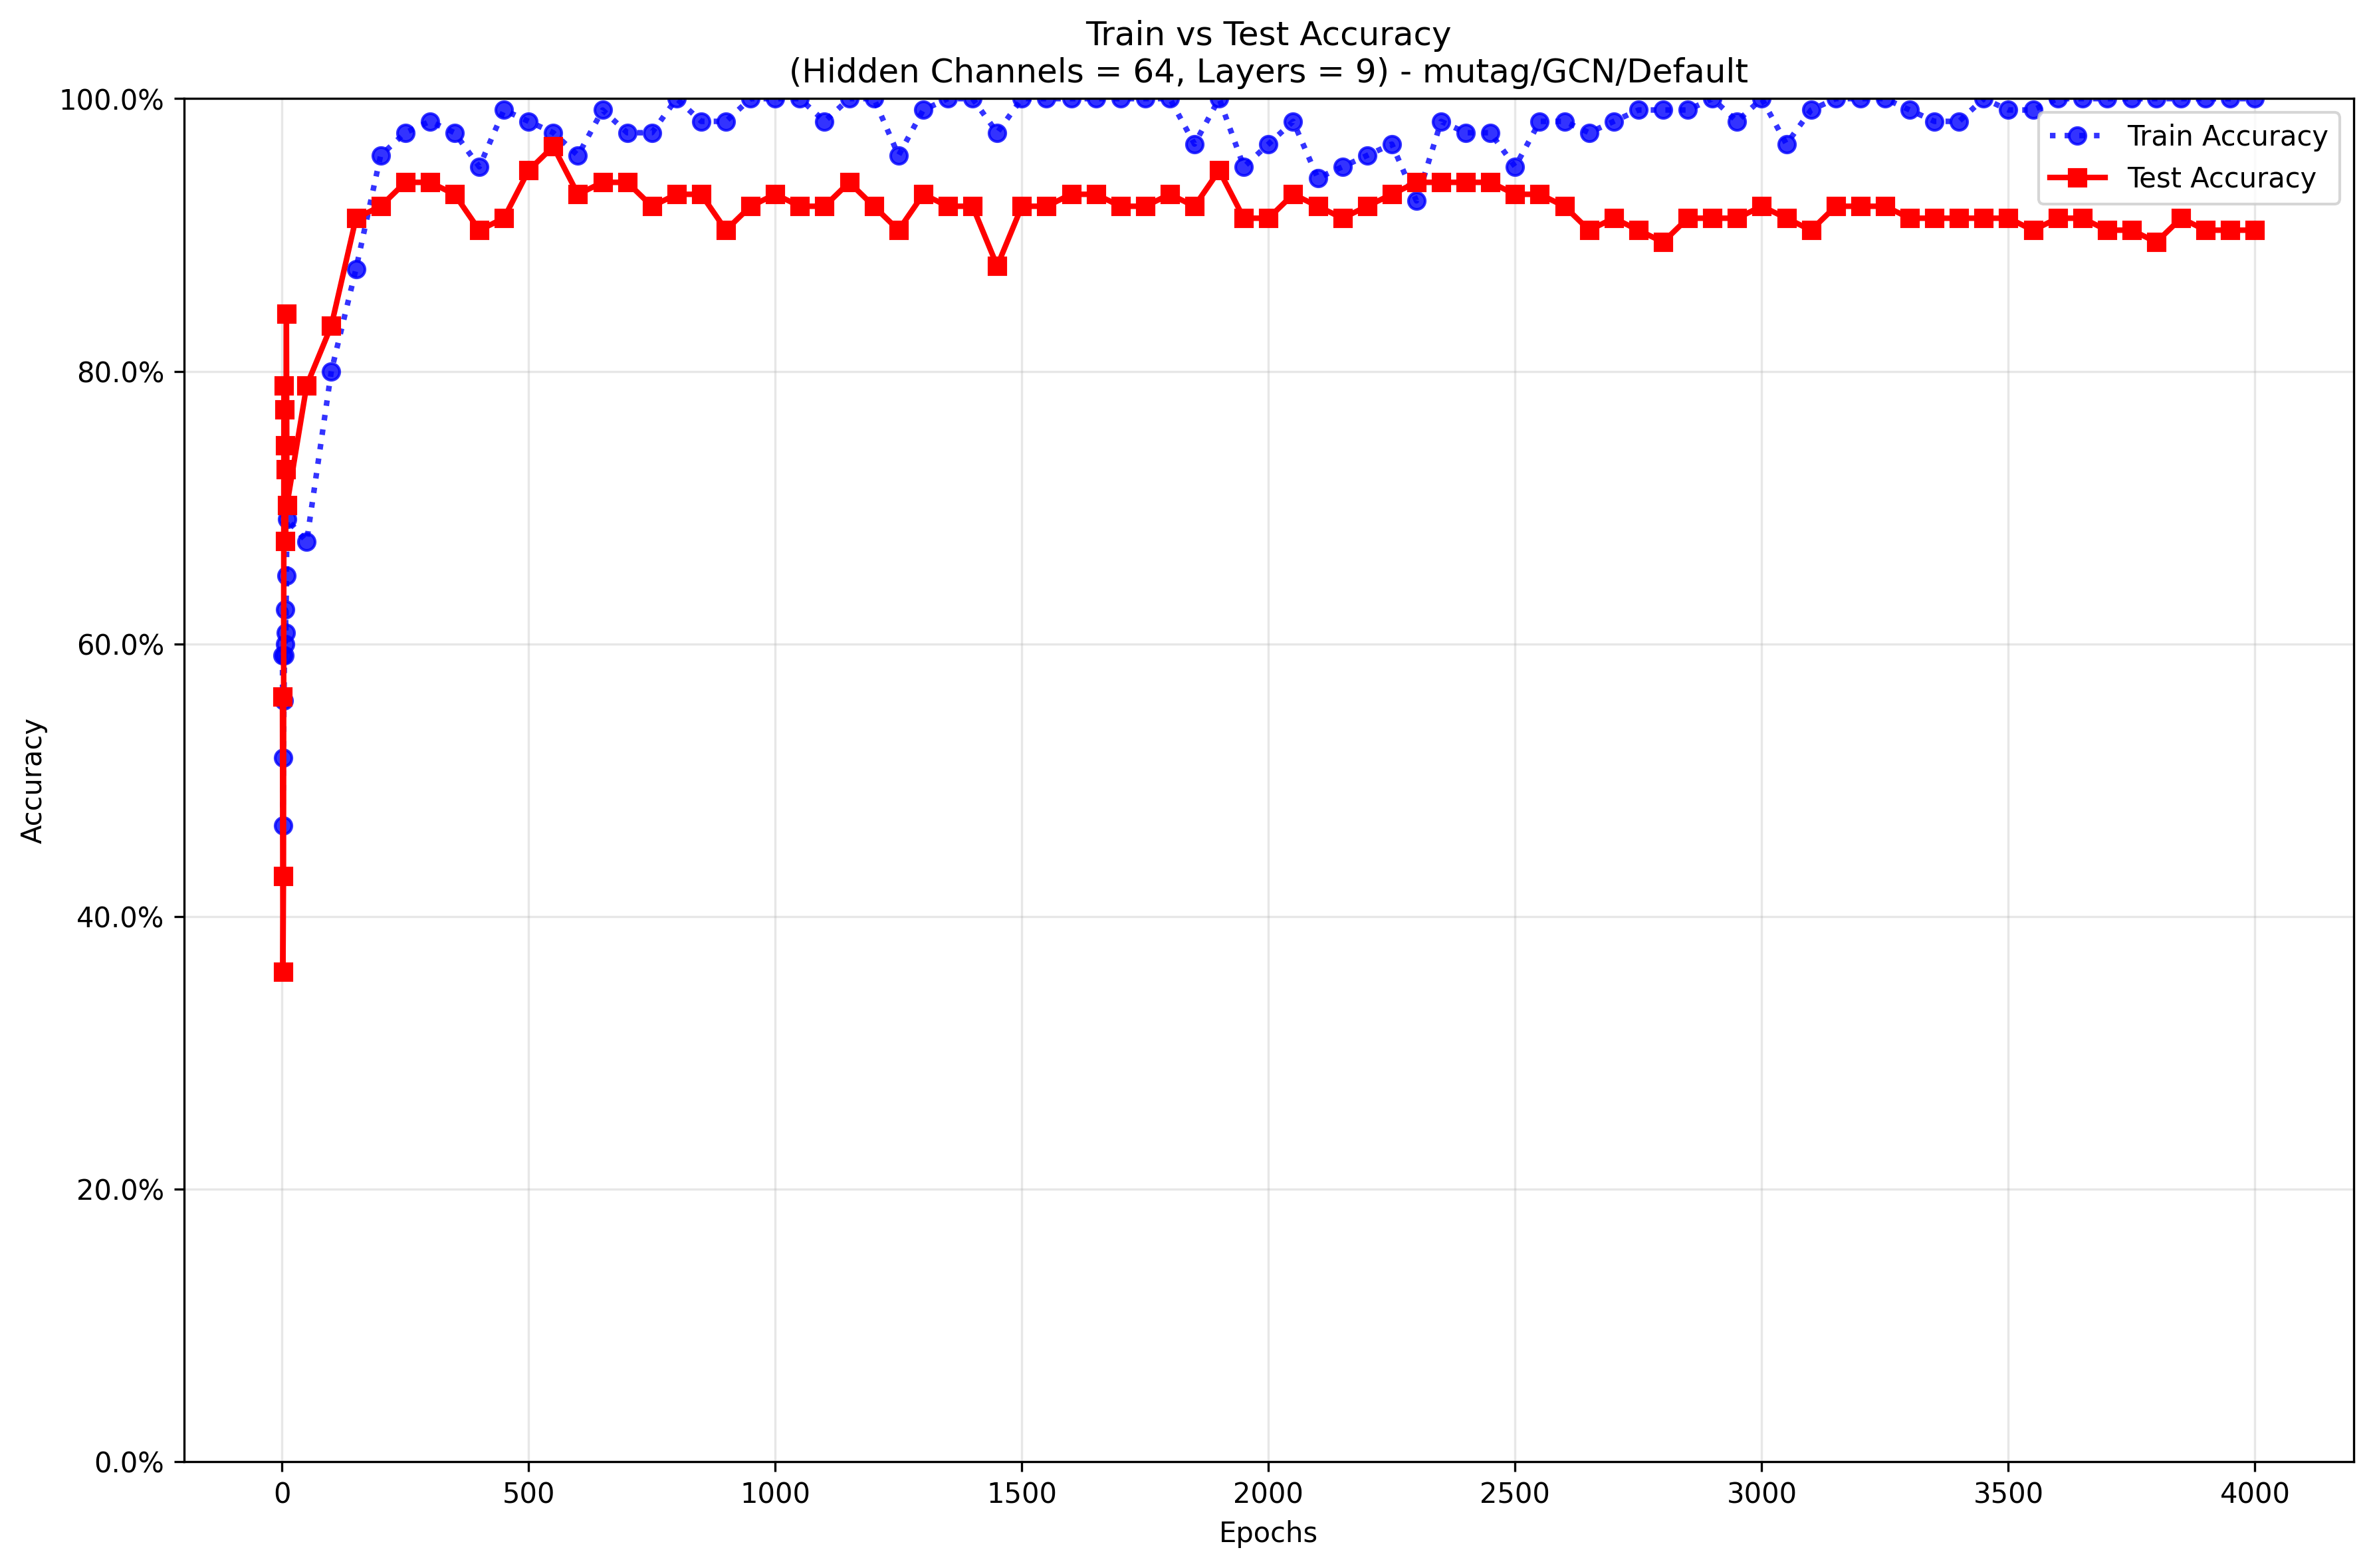 Train vs Test Accuracy
(Hidden Channels = 64, Layers = 9) - mutag/GCN/Default
100.0%
80.0%
60.0%
40.0%
20.0%
0.0%
Accuracy
Train Accuracy
Test Accuracy
0 500 1000 1500 2000 2500 3000 3500 4000
Epochs